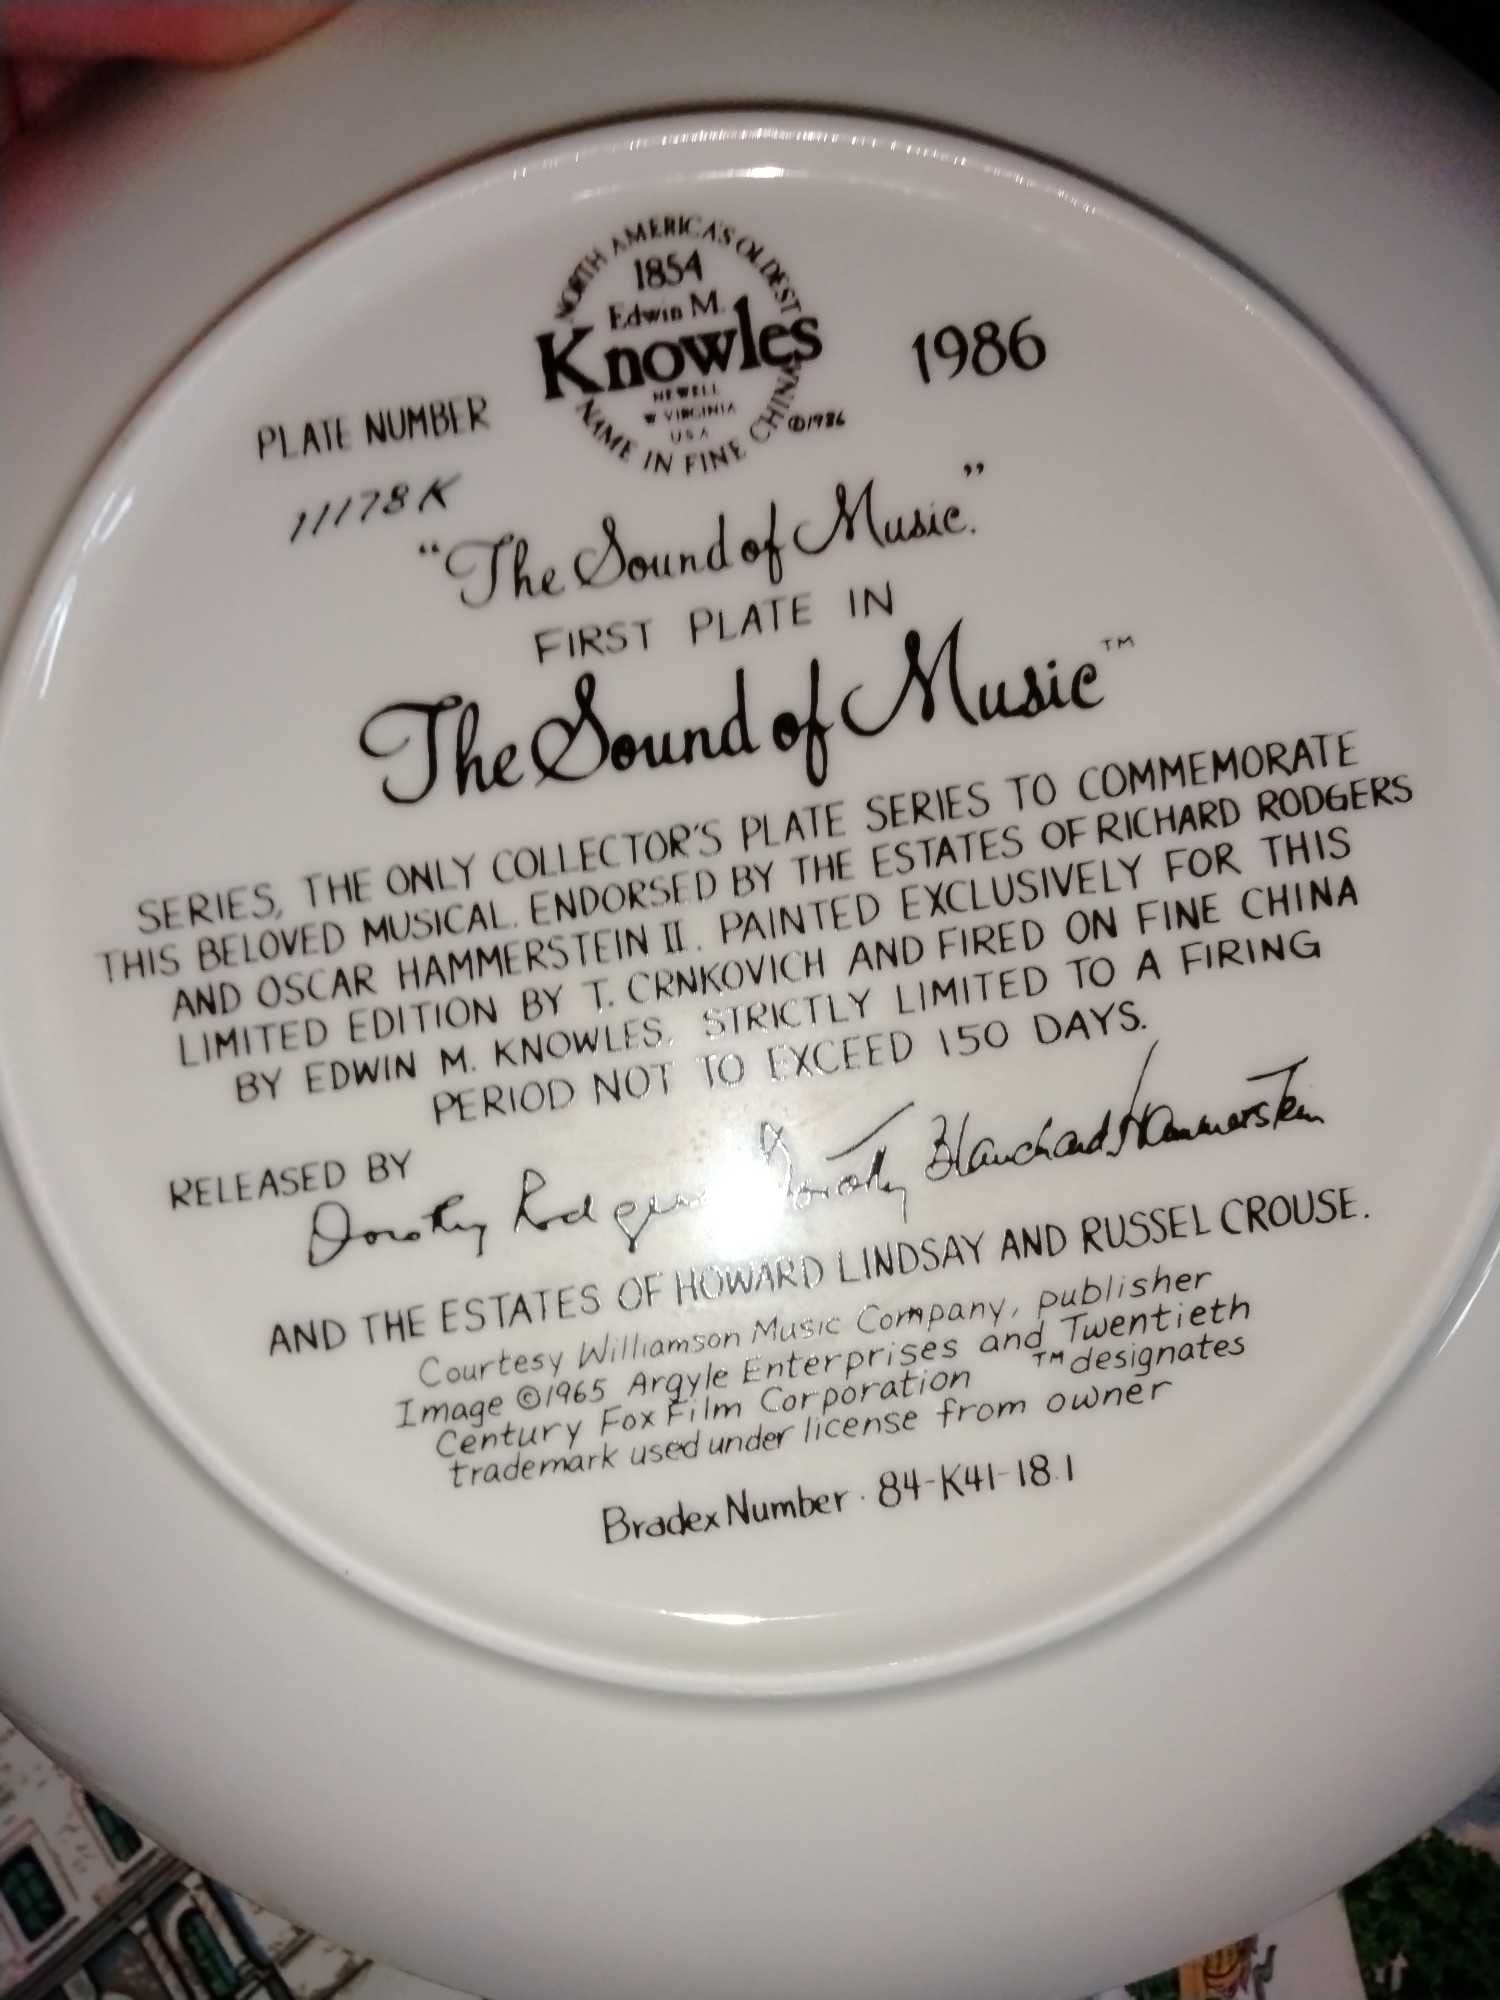 NORTH AMERICA'S OLDEST
1854
Edwin M.
Knowles
NEWELL
W VIRGINIA
USA
NAME IN FINE CHINA
©1986
1986
PLATE NUMBER
11178K
"The Sound of Music."
FIRST PLATE IN
The Sound of Music™
SERIES, THE ONLY COLLECTOR'S PLATE SERIES TO COMMEMORATE
THIS BELOVED MUSICAL. ENDORSED BY THE ESTATES OF RICHARD RODGERS
AND OSCAR HAMMERSTEIN II. PAINTED EXCLUSIVELY FOR THIS
LIMITED EDITION BY T. CRNKOVICH AND FIRED ON FINE CHINA
BY EDWIN M. KNOWLES. STRICTLY LIMITED TO A FIRING
PERIOD NOT TO EXCEED 150 DAYS.
RELEASED BY
Dorothy Rodgers Dorothy Blanchard Hammerstein
AND THE ESTATES OF HOWARD LINDSAY AND RUSSEL CROUSE.
Courtesy Williamson Music Company, publisher
Image ©1965 Argyle Enterprises and Twentieth
Century Fox Film Corporation ™designates
trademark used under license from owner
Bradex Number. 84-K41-18.1